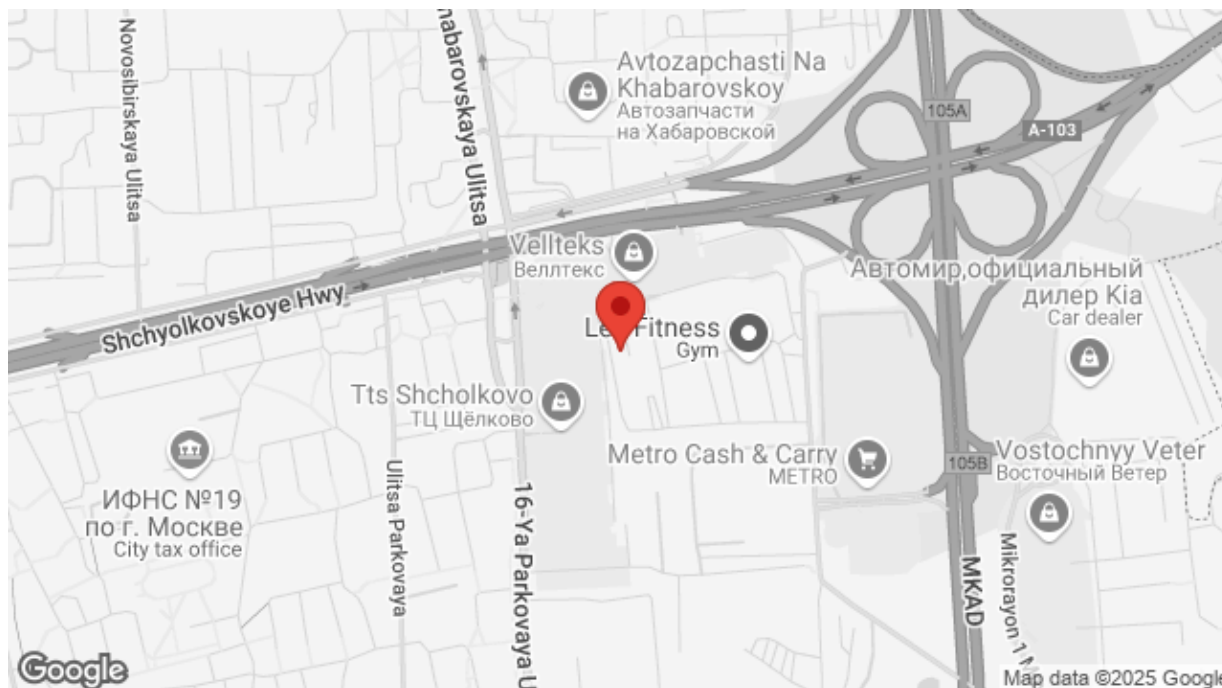 Novosibirskaya Ulitsa
habarovskaya Ulitsa
Avtozapchasti Na
Khabarovskoy
Автозапчасти
на Хабаровской
105A
A-103
Vellteks
Веллтекс
Автомир,официальный
дилер Kia
Car dealer
Shchyolkovskoye Hwy
Fitness
Gym
Tts Shcholkovo
ТЦ Щёлково
Metro Cash & Carry
METRO
105B
Vostochnyy Veter
Восточный Ветер
ИФНС №19
по г. Москве
City tax office
Ulitsa Parkovaya
16-Ya Parkovaya U
MKAD
Mikrorayon 1 M
Google
Map data ©2025 Google